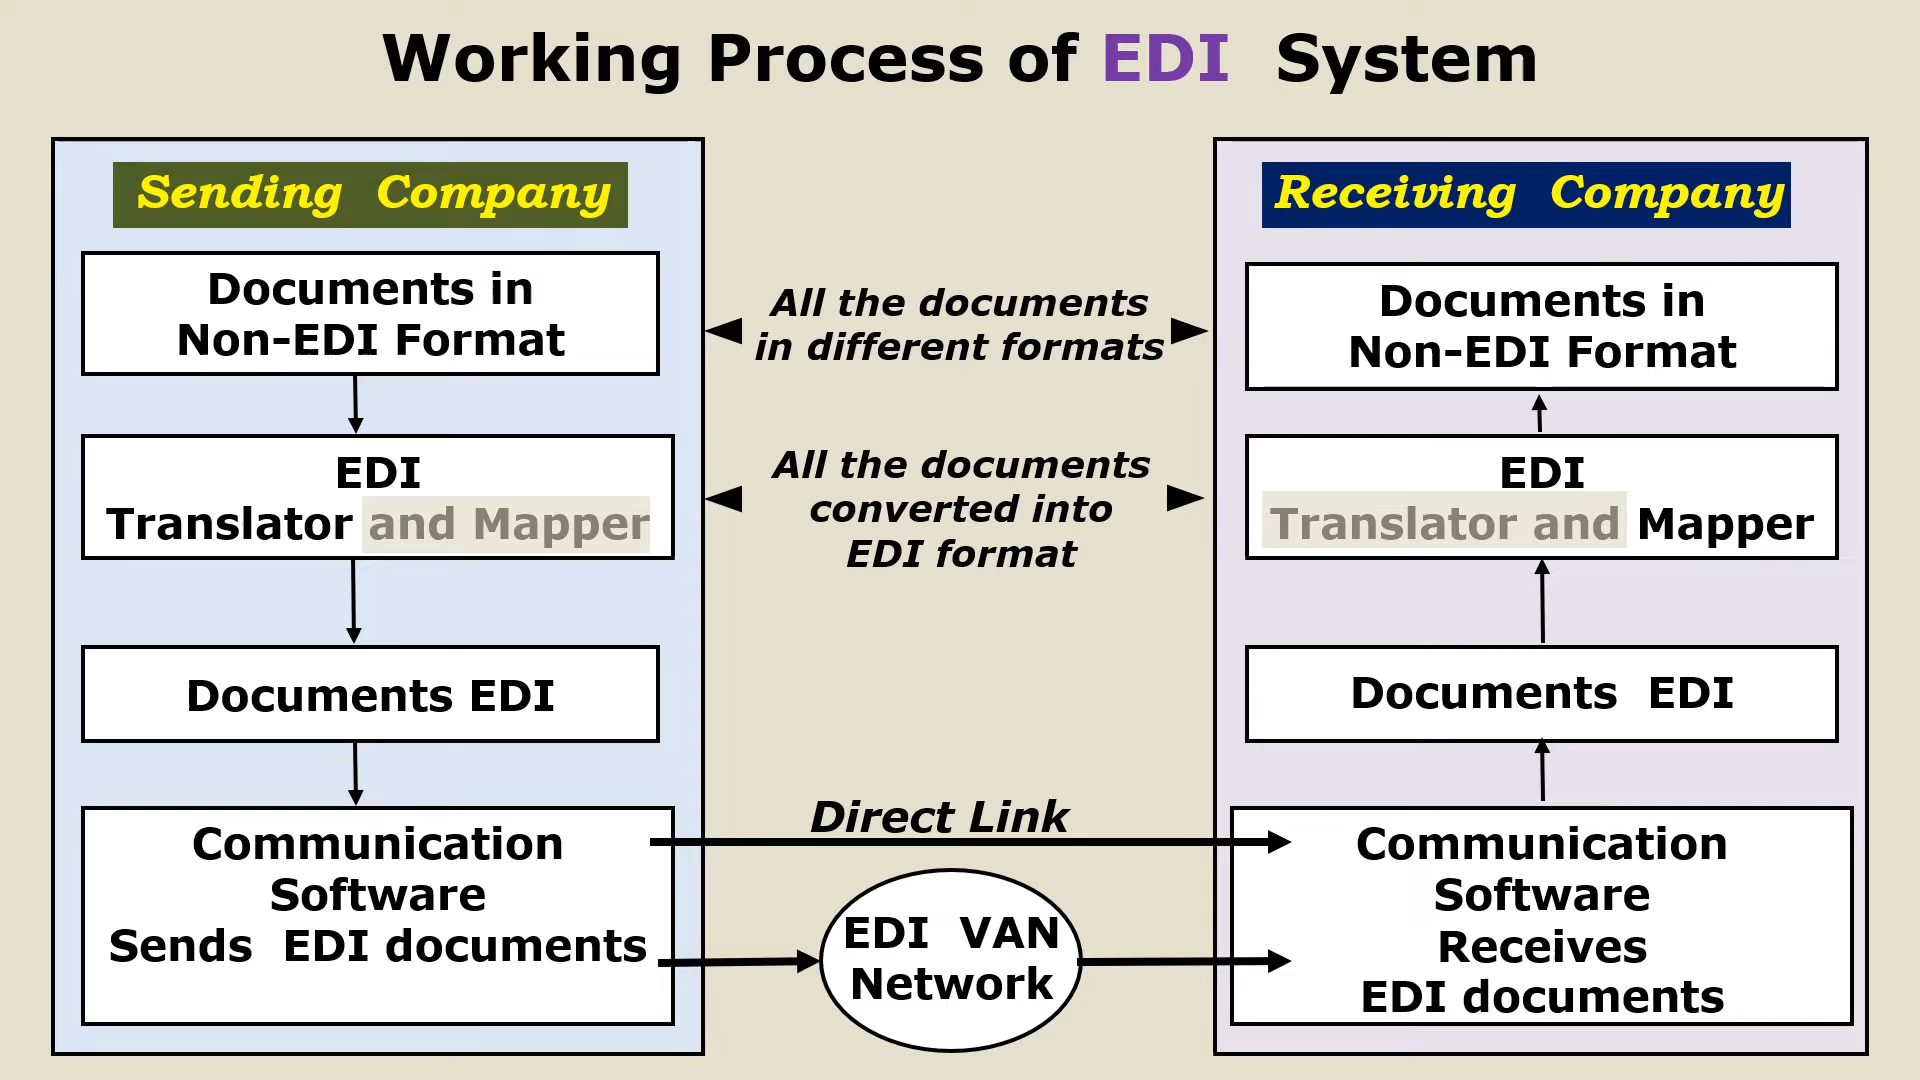 Working Process of EDI System
Sending Company
Documents in
Non-EDI Format
EDI
Translator and Mapper
Documents EDI
Communication
Software
Sends EDI documents
All the documents
in different formats
All the documents
converted into
EDI format
Direct Link
EDI VAN
Network
Receiving Company
Documents in
Non-EDI Format
EDI
Translator and Mapper
Documents EDI
Communication
Software
Receives
EDI documents